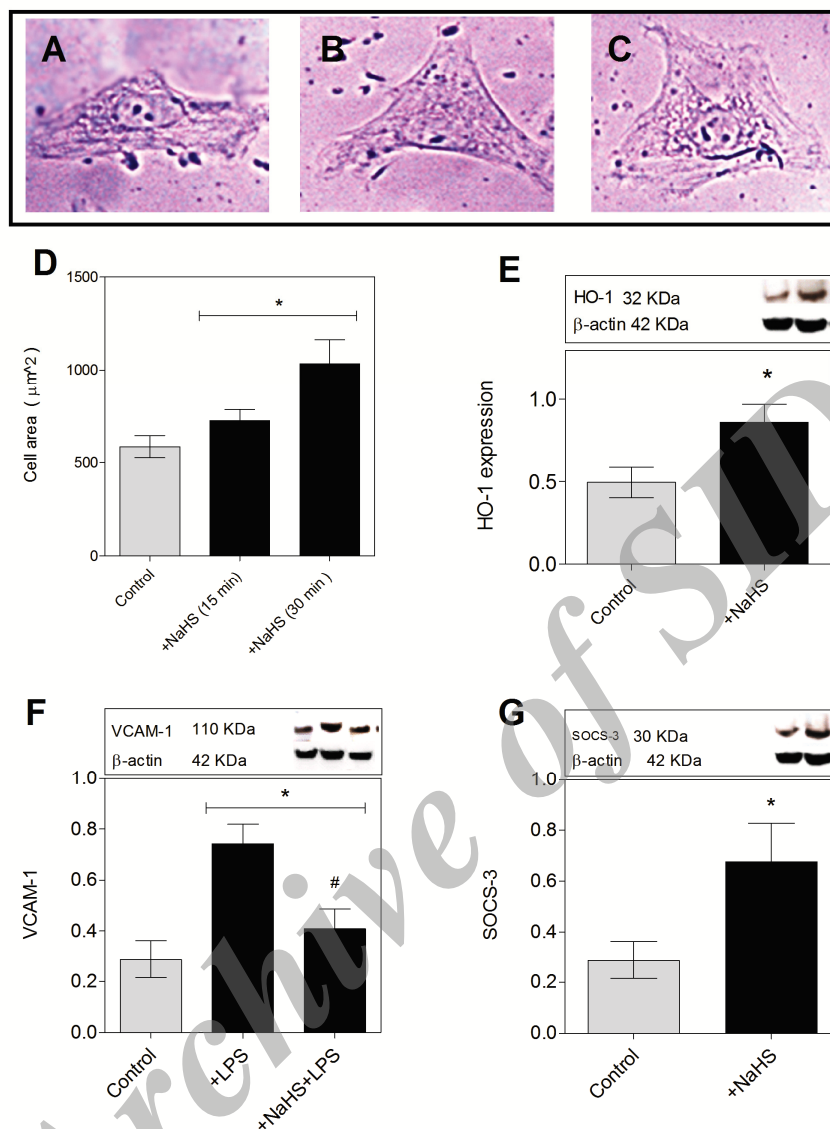 A
B
C
D
1500
1000
500
0
Cell area ( μm^2 )
*
Control
+NaHS (15 min)
+NaHS (30 min )
E
HO-1 32 KDa
β-actin 42 KDa
1.0
0.5
0.0
HO-1 expression
*
Control
+NaHS
F
VCAM-1 110 KDa
β-actin 42 KDa
1.0
0.8
0.6
0.4
0.2
0.0
VCAM-1
*
#
Control
+LPS
+NaHS+LPS
G
SOCS-3 30 KDa
β-actin 42 KDa
1.0
0.8
0.6
0.4
0.2
0.0
SOCS-3
*
Control
+NaHS
Archive of SID